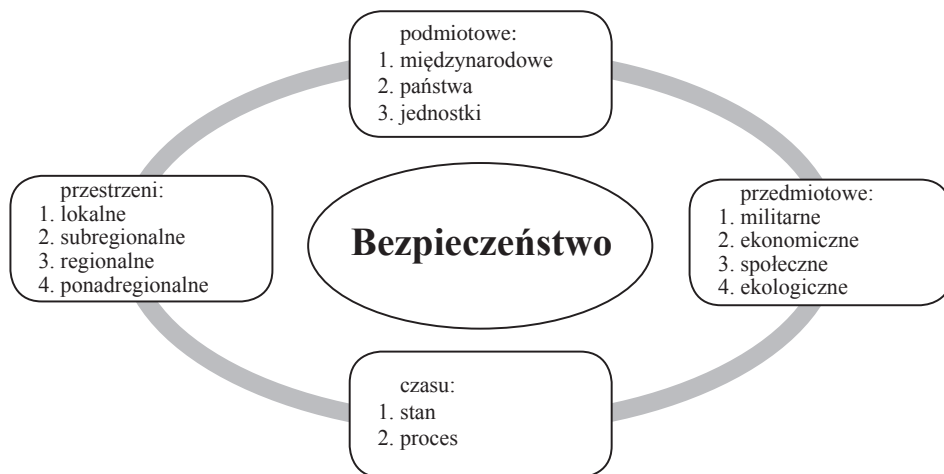 podmiotowe:
1. międzynarodowe
2. państwa
3. jednostki
przestrzeni:
1. lokalne
2. subregionalne
3. regionalne
4. ponadregionalne
Bezpieczeństwo
przedmiotowe:
1. militarne
2. ekonomiczne
3. społeczne
4. ekologiczne
czasu:
1. stan
2. proces